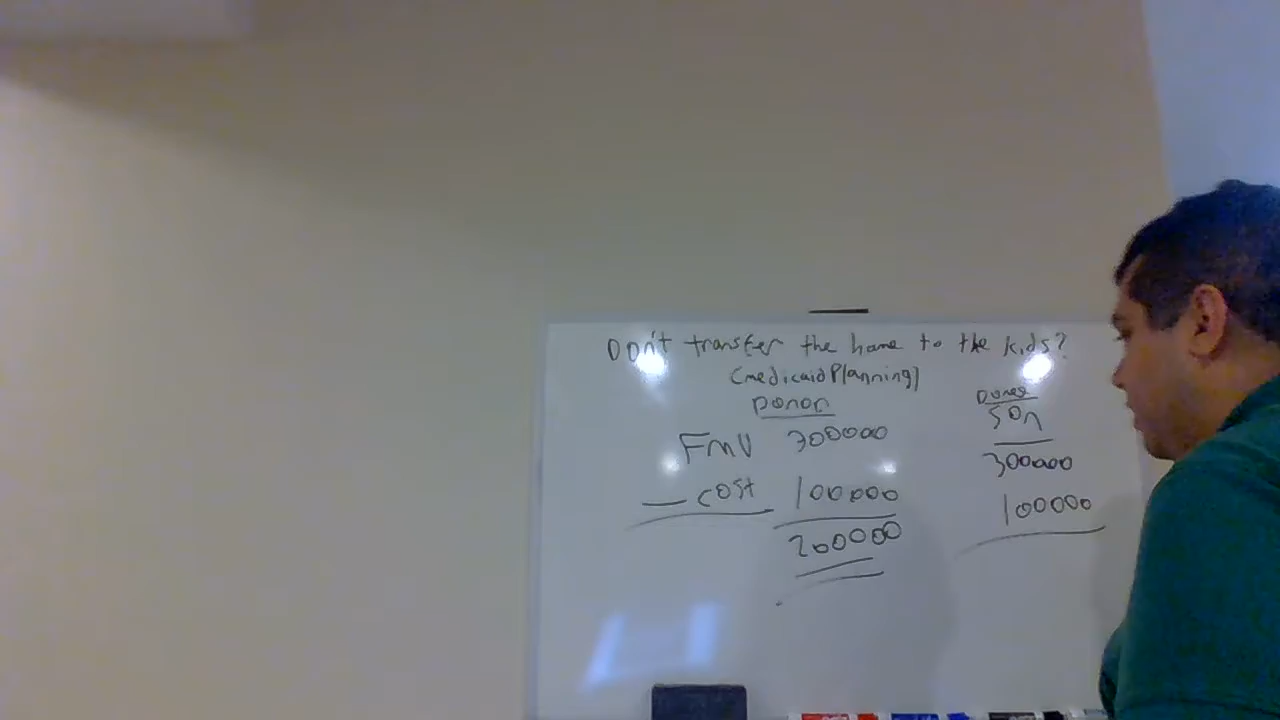 Don't transfer the home to the kids?
(medicaid Planning)
Donor
Donee
Son
FMV 300000
300000
— cost 100000
100000
200000